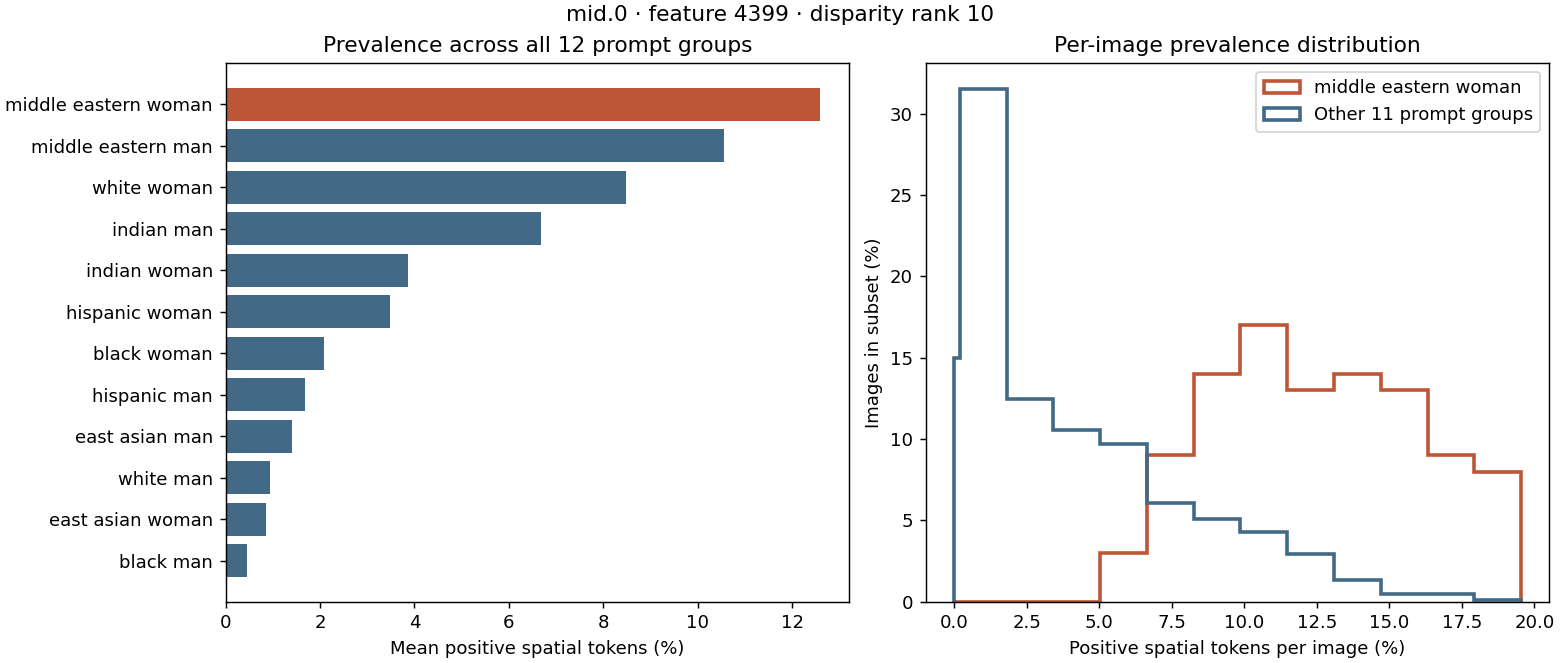 mid.0 · feature 4399 · disparity rank 10
Prevalence across all 12 prompt groups
middle eastern woman
middle eastern man
white woman
indian man
indian woman
hispanic woman
black woman
hispanic man
east asian man
white man
east asian woman
black man
0 2 4 6 8 10 12
Mean positive spatial tokens (%)
Per-image prevalence distribution
middle eastern woman
Other 11 prompt groups
Images in subset (%)
30
25
20
15
10
5
0
0.0 2.5 5.0 7.5 10.0 12.5 15.0 17.5 20.0
Positive spatial tokens per image (%)